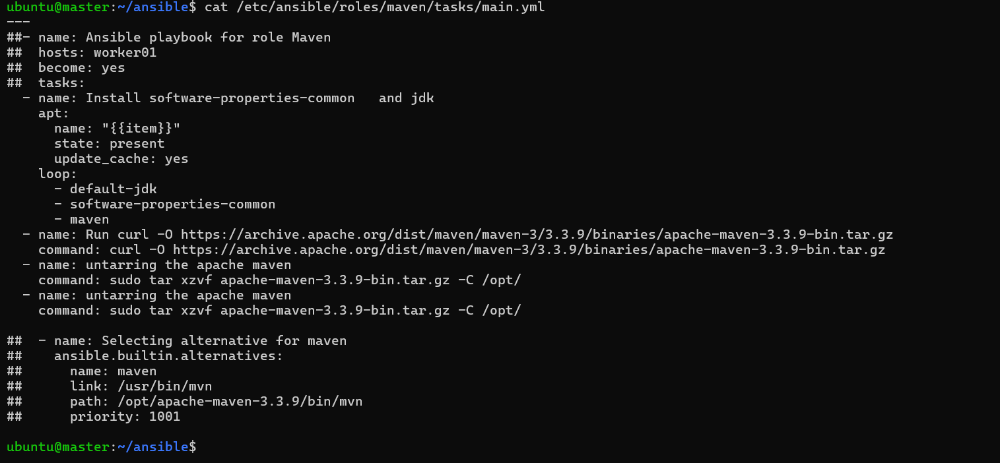 ubuntu@master:~/ansible$ cat /etc/ansible/roles/maven/tasks/main.yml
---
##- name: Ansible playbook for role Maven
##  hosts: worker01
##  become: yes
##  tasks:
  - name: Install software-properties-common   and jdk
    apt:
      name: "{{item}}"
      state: present
      update_cache: yes
    loop:
      - default-jdk
      - software-properties-common
      - maven
  - name: Run curl -O https://archive.apache.org/dist/maven/maven-3/3.3.9/binaries/apache-maven-3.3.9-bin.tar.gz
    command: curl -O https://archive.apache.org/dist/maven/maven-3/3.3.9/binaries/apache-maven-3.3.9-bin.tar.gz
  - name: untarring the apache maven
    command: sudo tar xzvf apache-maven-3.3.9-bin.tar.gz -C /opt/
  - name: untarring the apache maven
    command: sudo tar xzvf apache-maven-3.3.9-bin.tar.gz -C /opt/

##  - name: Selecting alternative for maven
##    ansible.builtin.alternatives:
##      name: maven
##      link: /usr/bin/mvn
##      path: /opt/apache-maven-3.3.9/bin/mvn
##      priority: 1001

ubuntu@master:~/ansible$